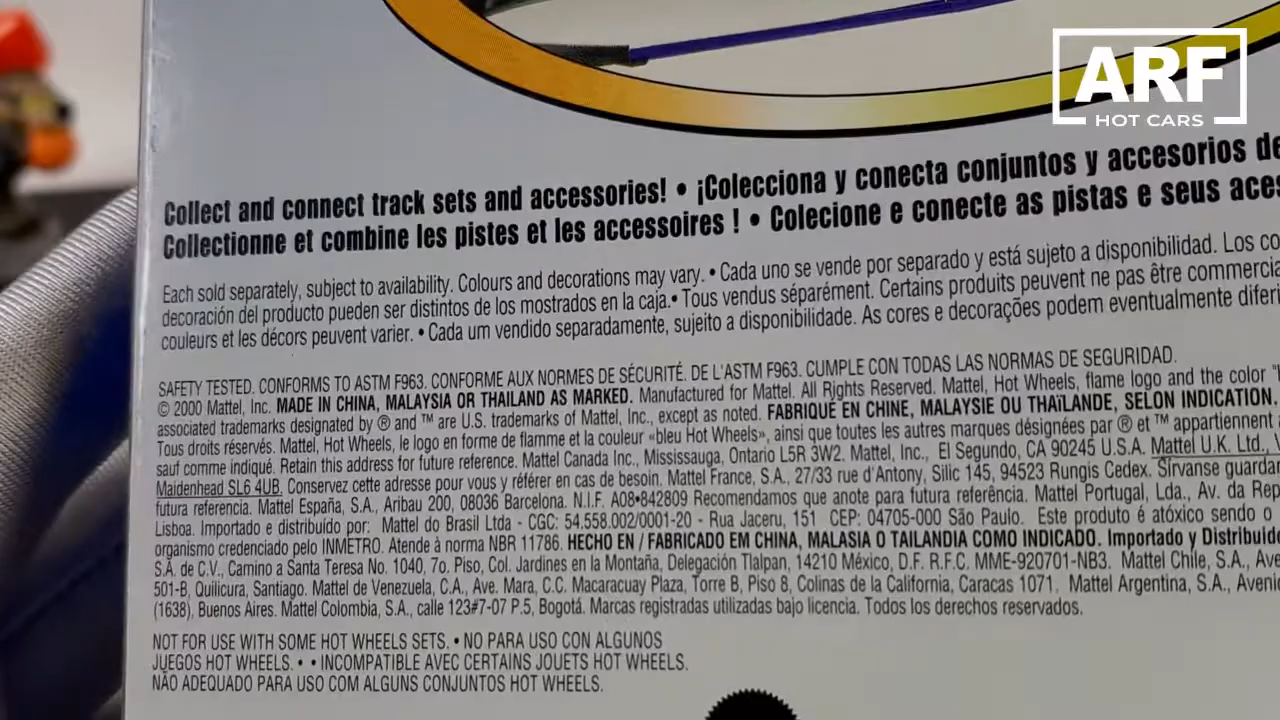 ARF
HOT CARS
Collect and connect track sets and accessories! • ¡Colecciona y conecta conjuntos y accesorios de
Collectionne et combine les pistes et les accessoires ! • Colecione e conecte as pistas e seus
Each sold separately, subject to availability. Colours and decorations may vary. • Cada uno se vende por separado y está sujeto a disponibilidad. Los
decoración del producto pueden ser distintos de los mostrados en la caja. • Tous vendus séparément. Certains produits peuvent ne pas être
couleurs et les décors peuvent varier. • Cada um vendido separadamente, sujeito a disponibilidade. As cores e decorações podem eventualmente
SAFETY TESTED. CONFORMS TO ASTM F963. CONFORME AUX NORMES DE SÉCURITÉ. DE L'ASTM F963. CUMPLE CON TODAS LAS NORMAS DE SEGURIDAD.
© 2000 Mattel, Inc. MADE IN CHINA, MALAYSIA OR THAILAND AS MARKED. Manufactured for Mattel. All Rights Reserved. Mattel, Hot Wheels, flame logo and the color
associated trademarks designated by ® and ™ are U.S. trademarks of Mattel, Inc., except as noted. FABRIQUÉ EN CHINE, MALAYSIE OU THAÏLANDE, SELON INDICATION.
Tous droits réservés. Mattel, Hot Wheels, le logo en forme de flamme et la couleur «bleu Hot Wheels», ainsi que toutes les autres marques désignées par ® et ™ appartiennent
sauf comme indiqué. Retain this address for future reference. Mattel Canada Inc., Mississauga, Ontario L5R 3W2. Mattel, Inc., El Segundo, CA 90245 U.S.A. Mattel U.K. Ltd.,
Maidenhead SL6 4UB. Conservez cette adresse pour vous y référer en cas de besoin. Mattel France, S.A., 27/33 rue d'Antony, Silic 145, 94523 Rungis Cedex. Sírvanse
futura referencia. Mattel España, S.A., Aribau 200, 08036 Barcelona. N.I.F. A08•842809 Recomendamos que anote para futura referência. Mattel Portugal, Lda., Av. da
Lisboa. Importado e distribuído por: Mattel do Brasil Ltda - CGC: 54.558.002/0001-20 - Rua Jaceru, 151 CEP: 04705-000 São Paulo. Este produto é atóxico sendo o
organismo credenciado pelo INMETRO. Atende à norma NBR 11786. HECHO EN / FABRICADO EM CHINA, MALASIA O TAILANDIA COMO INDICADO. Importado y
S.A. de C.V., Camino a Santa Teresa No. 1040, 7o. Piso, Col. Jardines en la Montaña, Delegación Tlalpan, 14210 México, D.F. R.F.C. MME-920701-NB3. Mattel Chile, S.A.,
501-B, Quilicura, Santiago. Mattel de Venezuela, C.A., Ave. Mara, C.C. Macaracuay Plaza, Torre B, Piso 8, Colinas de la California, Caracas 1071, Mattel Argentina, S.A.,
(1638), Buenos Aires. Mattel Colombia, S.A., calle 123#7-07 P.5, Bogotá. Marcas registradas utilizadas bajo licencia. Todos los derechos reservados.
NOT FOR USE WITH SOME HOT WHEELS SETS. • NO PARA USO CON ALGUNOS
JUEGOS HOT WHEELS. • • INCOMPATIBLE AVEC CERTAINS JOUETS HOT WHEELS.
NÃO ADEQUADO PARA USO COM ALGUNS CONJUNTOS HOT WHEELS.